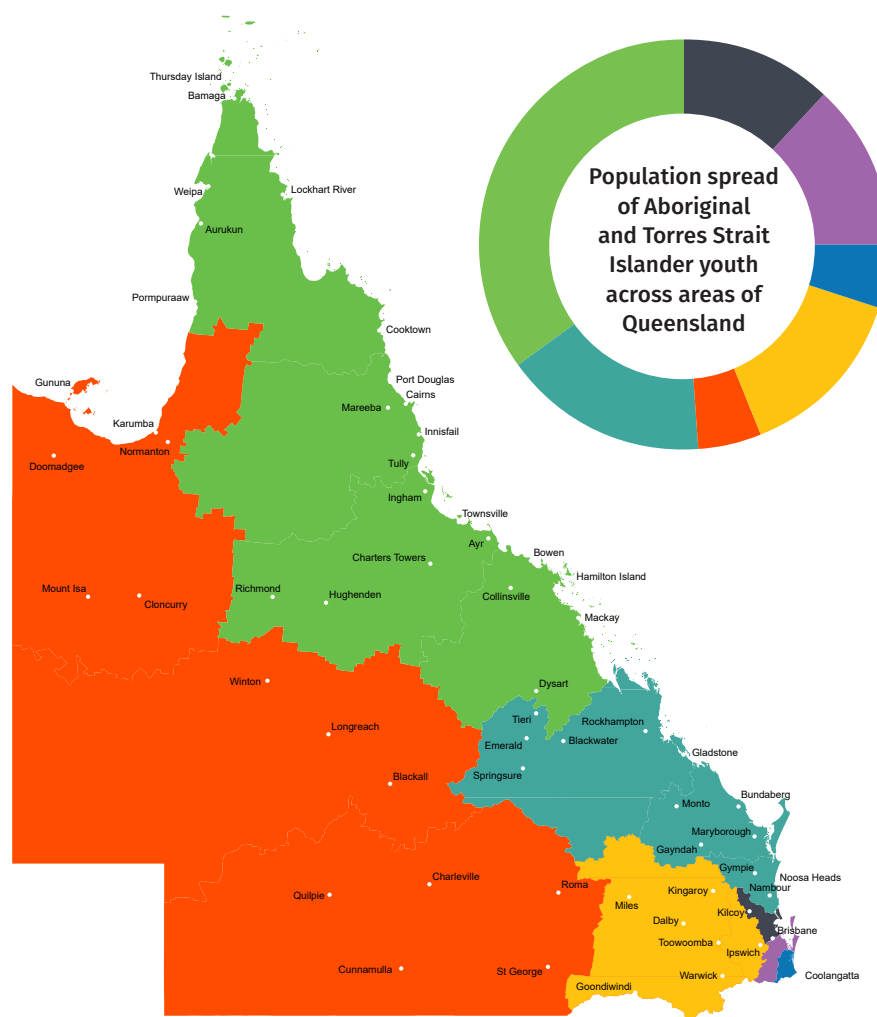 Thursday Island
Bamaga
Population spread
of Aboriginal
and Torres Strait
Islander youth
across areas of
Queensland
Weipa
Lockhart River
Aurukun
Pormpuraaw
Cooktown
Gununa
Port Douglas
Cairns
Mareeba
Karumba
Innisfail
Normanton
Doomadgee
Tully
Ingham
Townsville
Ayr
Bowen
Charters Towers
Hamilton Island
Mount Isa
Cloncurry
Richmond
Hughenden
Collinsville
Mackay
Winton
Dysart
Tieri
Rockhampton
Longreach
Emerald
Blackwater
Gladstone
Springsure
Blackall
Monto
Bundaberg
Maryborough
Gayndah
Gympie
Noosa Heads
Charleville
Roma
Kingaroy
Nambour
Quilpie
Miles
Kilcoy
Dalby
Brisbane
Toowoomba
Ipswich
Cunnamulla
St George
Warwick
Coolangatta
Goondiwindi